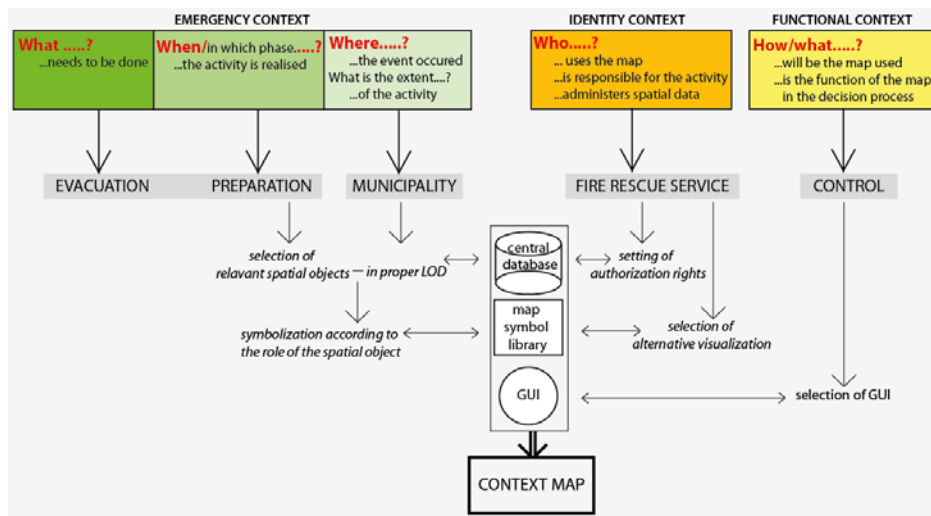 EMERGENCY CONTEXT
IDENTITY CONTEXT
FUNCTIONAL CONTEXT
What .....?
...needs to be done
When/in which phase.....?
...the activity is realised
Where.....?
...the event occured
What is the extent....?
...of the activity
Who.....?
... uses the map
...is responsible for the activity
...administers spatial data
How/what.....?
...will be the map used
...is the function of the map
in the decision process
EVACUATION
PREPARATION
MUNICIPALITY
FIRE RESCUE SERVICE
CONTROL
selection of
relavant spatial objects – in proper LOD
central
database
setting of
authorization rights
symbolization according to
the role of the spatial object
map
symbol
library
selection of
alternative visualization
GUI
selection of GUI
CONTEXT MAP